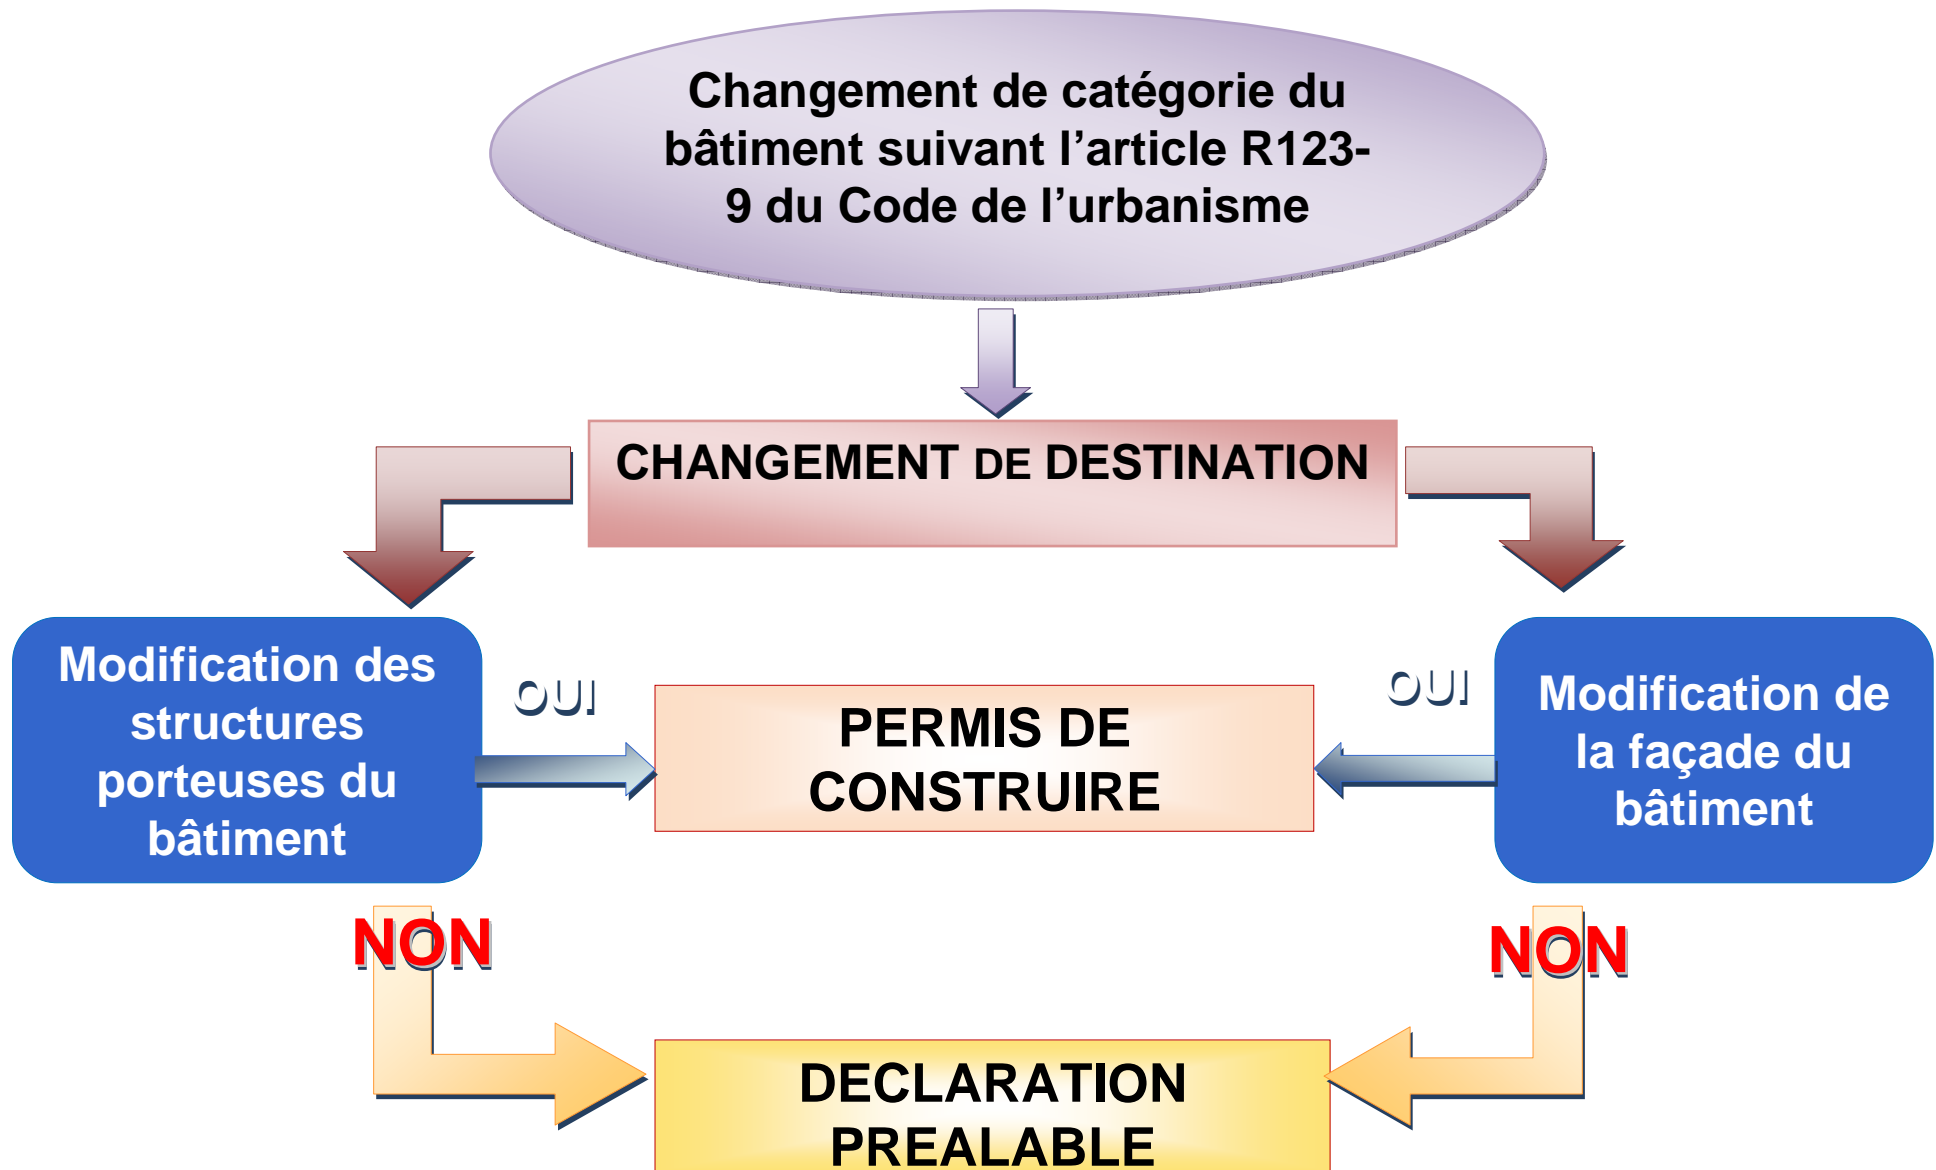 Changement de catégorie du
bâtiment suivant l’article R123-
9 du Code de l’urbanisme
CHANGEMENT DE DESTINATION
Modification des
structures
porteuses du
bâtiment
OUI
PERMIS DE
CONSTRUIRE
OUI
Modification de
la façade du
bâtiment
NON
NON
DECLARATION
PREALABLE